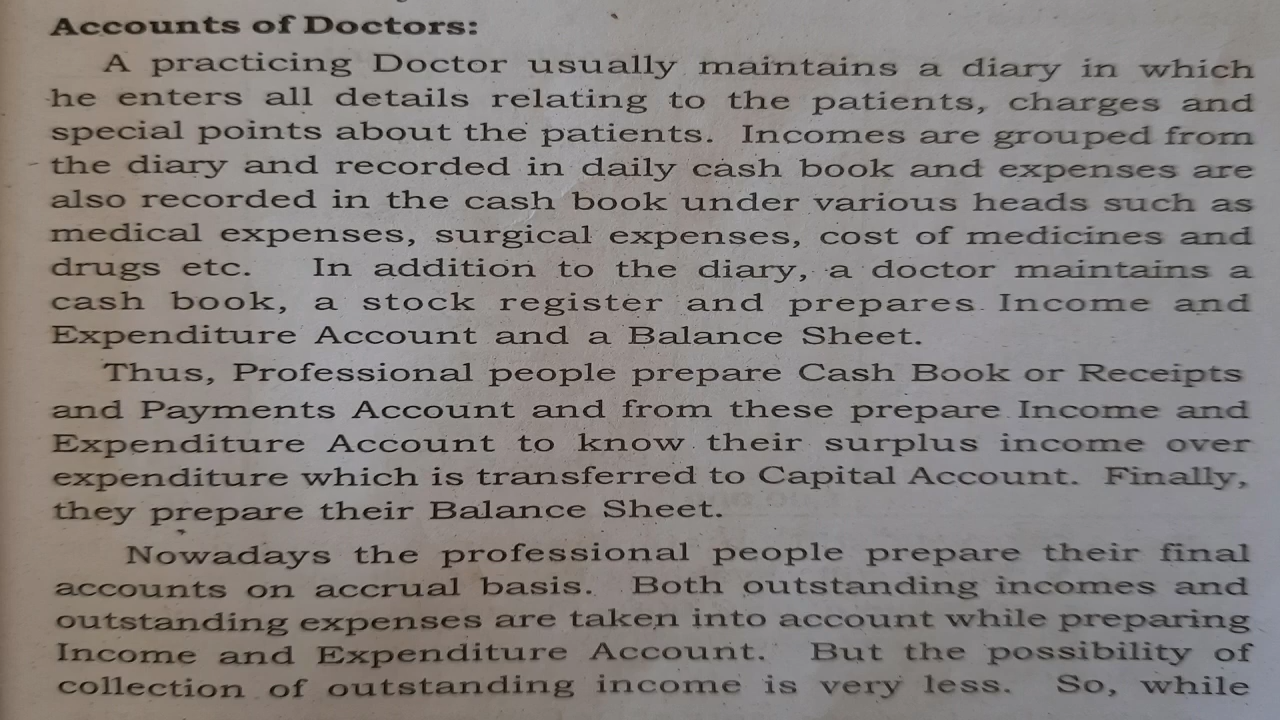 Accounts of Doctors:
A practicing Doctor usually maintains a diary in which
he enters all details relating to the patients, charges and
special points about the patients. Incomes are grouped from
the diary and recorded in daily cash book and expenses are
also recorded in the cash book under various heads such as
medical expenses, surgical expenses, cost of medicines and
drugs etc. In addition to the diary, a doctor maintains a
cash book, a stock register and prepares Income and
Expenditure Account and a Balance Sheet.
Thus, Professional people prepare Cash Book or Receipts
and Payments Account and from these prepare Income and
Expenditure Account to know their surplus income over
expenditure which is transferred to Capital Account. Finally,
they prepare their Balance Sheet.
Nowadays the professional people prepare their final
accounts on accrual basis. Both outstanding incomes and
outstanding expenses are taken into account while preparing
Income and Expenditure Account. But the possibility of
collection of outstanding income is very less. So, while